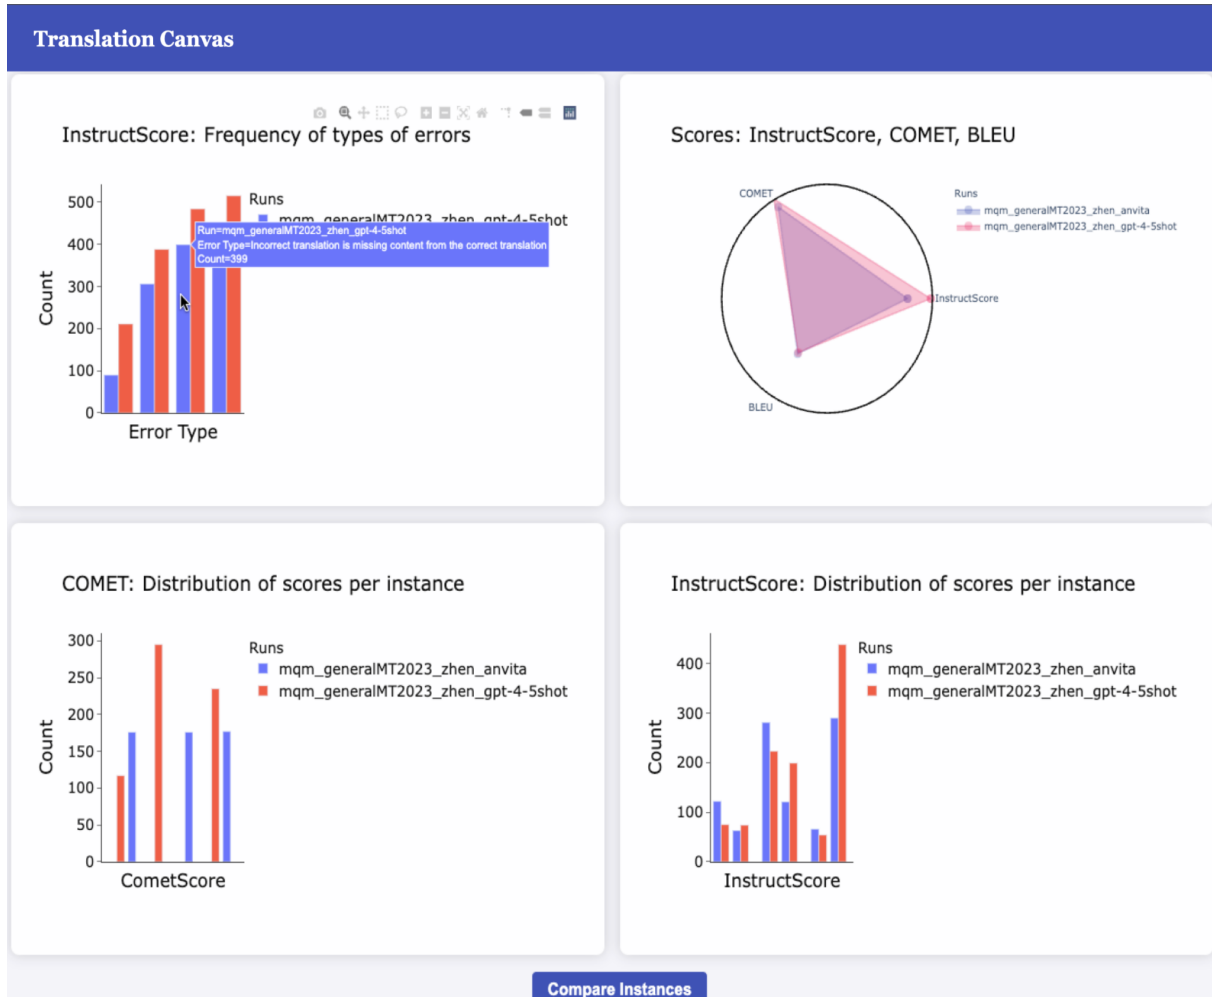 Translation Canvas
InstructScore: Frequency of types of errors
500
400
300
200
100
0
Count
Error Type
Runs
mqm_generalMT2023_zhen_gpt-4-5shot
Run=mqm_generalMT2023_zhen_gpt-4-5shot
Error Type=Incorrect translation is missing content from the correct translation
Count=399
Scores: InstructScore, COMET, BLEU
COMET
InstructScore
BLEU
Runs
mqm_generalMT2023_zhen_anvita
mqm_generalMT2023_zhen_gpt-4-5shot
COMET: Distribution of scores per instance
300
250
200
150
100
50
0
Count
CometScore
Runs
mqm_generalMT2023_zhen_anvita
mqm_generalMT2023_zhen_gpt-4-5shot
InstructScore: Distribution of scores per instance
400
300
200
100
0
Count
InstructScore
Runs
mqm_generalMT2023_zhen_anvita
mqm_generalMT2023_zhen_gpt-4-5shot
Compare Instances